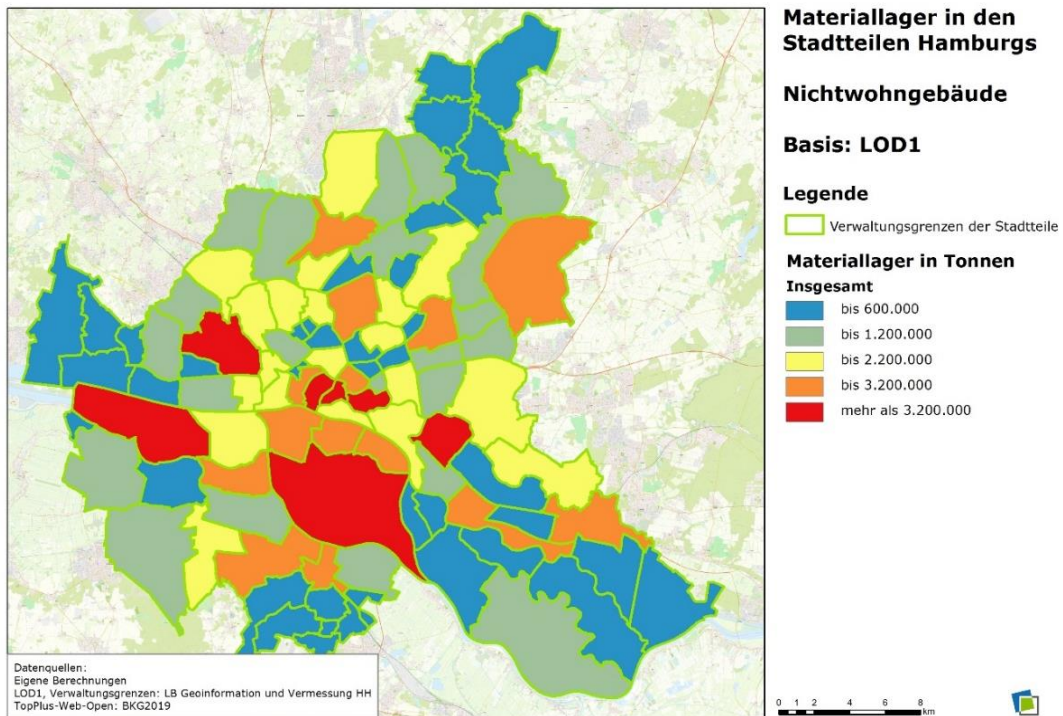 Materiallager in den
Stadtteilen Hamburgs
Nichtwohngebäude
Basis: LOD1
Legende
Verwaltungsgrenzen der Stadtteile
Materiallager in Tonnen
Insgesamt
bis 600.000
bis 1.200.000
bis 2.200.000
bis 3.200.000
mehr als 3.200.000
Datenquellen:
Eigene Berechnungen
LOD1, Verwaltungsgrenzen: LB Geoinformation und Vermessung HH
TopPlus-Web-Open: BKG2019
0 1 2 4 6 8
km